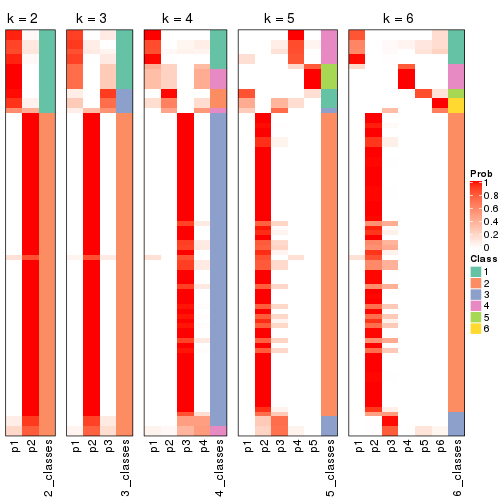 k = 2
k = 3
k = 4
k = 5
k = 6
p1
p2
2_classes
p1
p2
p3
3_classes
p1
p2
p3
p4
4_classes
p1
p2
p3
p4
p5
5_classes
p1
p2
p3
p4
p5
p6
6_classes
Prob
1
0.8
0.6
0.4
0.2
0
Class
1
2
3
4
5
6